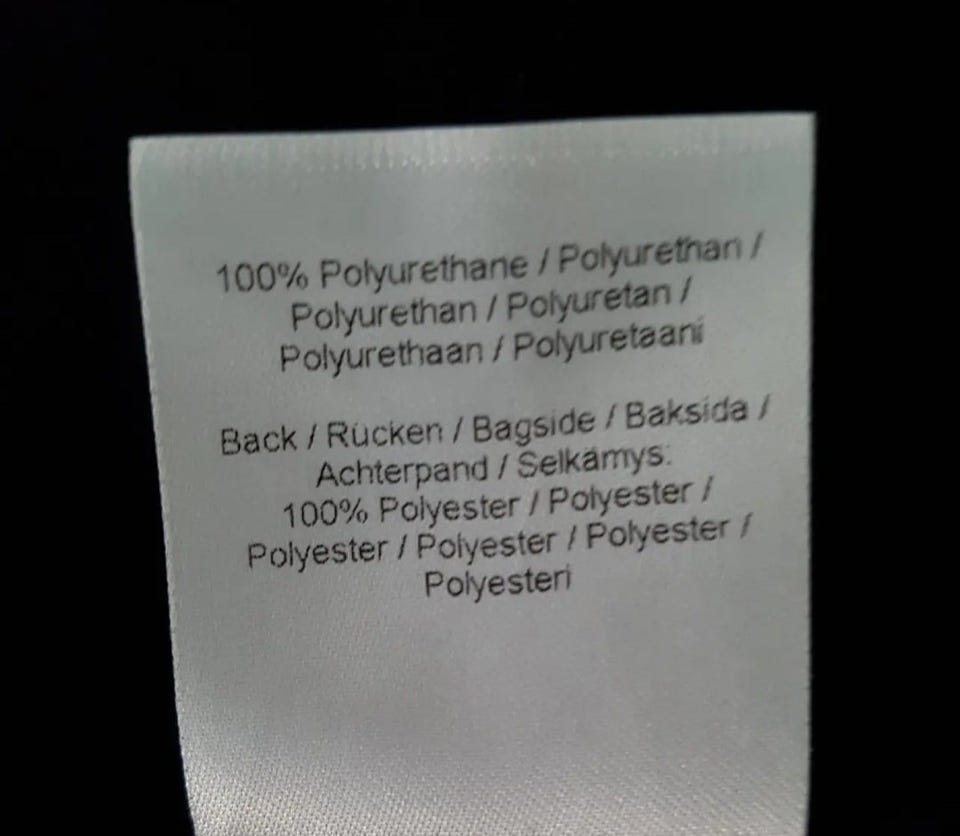 100% Polyurethane / Polyurethan /
Polyurethan / Polyuretan /
Polyurethaan / Polyuretaani
Back / Rücken / Bagside / Baksida /
Achterpand / Selkämys:
100% Polyester / Polyester /
Polyester / Polyester / Polyester /
Polyesteri